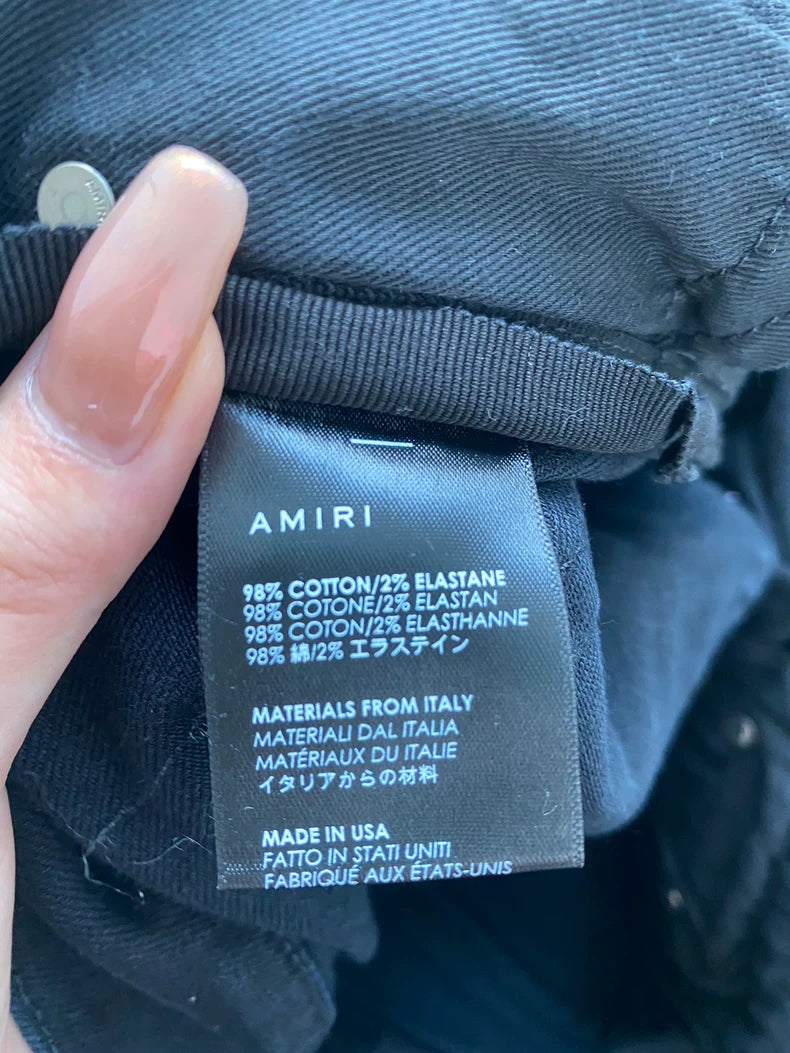 AMIRI
98% COTTON/2% ELASTANE
98% COTONE/2% ELASTAN
98% COTON/2% ELASTHANNE
98% 綿/2% エラステイン
MATERIALS FROM ITALY
MATERIALI DAL ITALIA
MATÉRIAUX DU ITALIE
イタリアからの材料
MADE IN USA
FATTO IN STATI UNITI
FABRIQUÉ AUX ÉTATS-UNIS